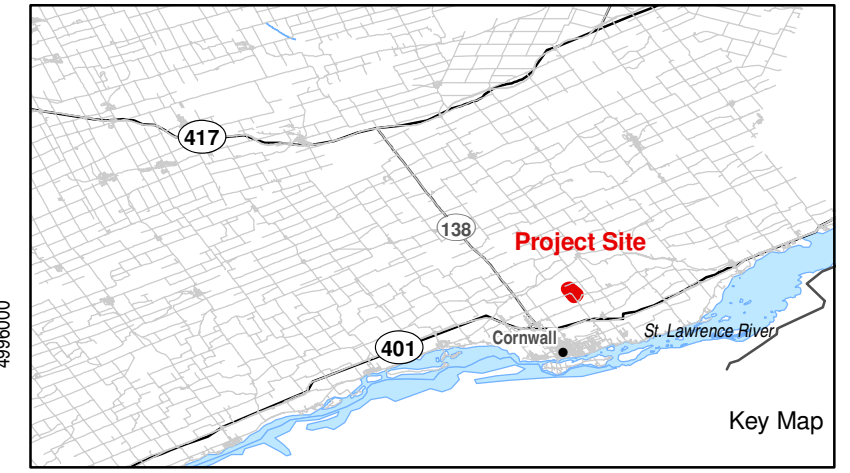 417
138
Project Site
4996000
401
Cornwall
St. Lawrence River
Key Map